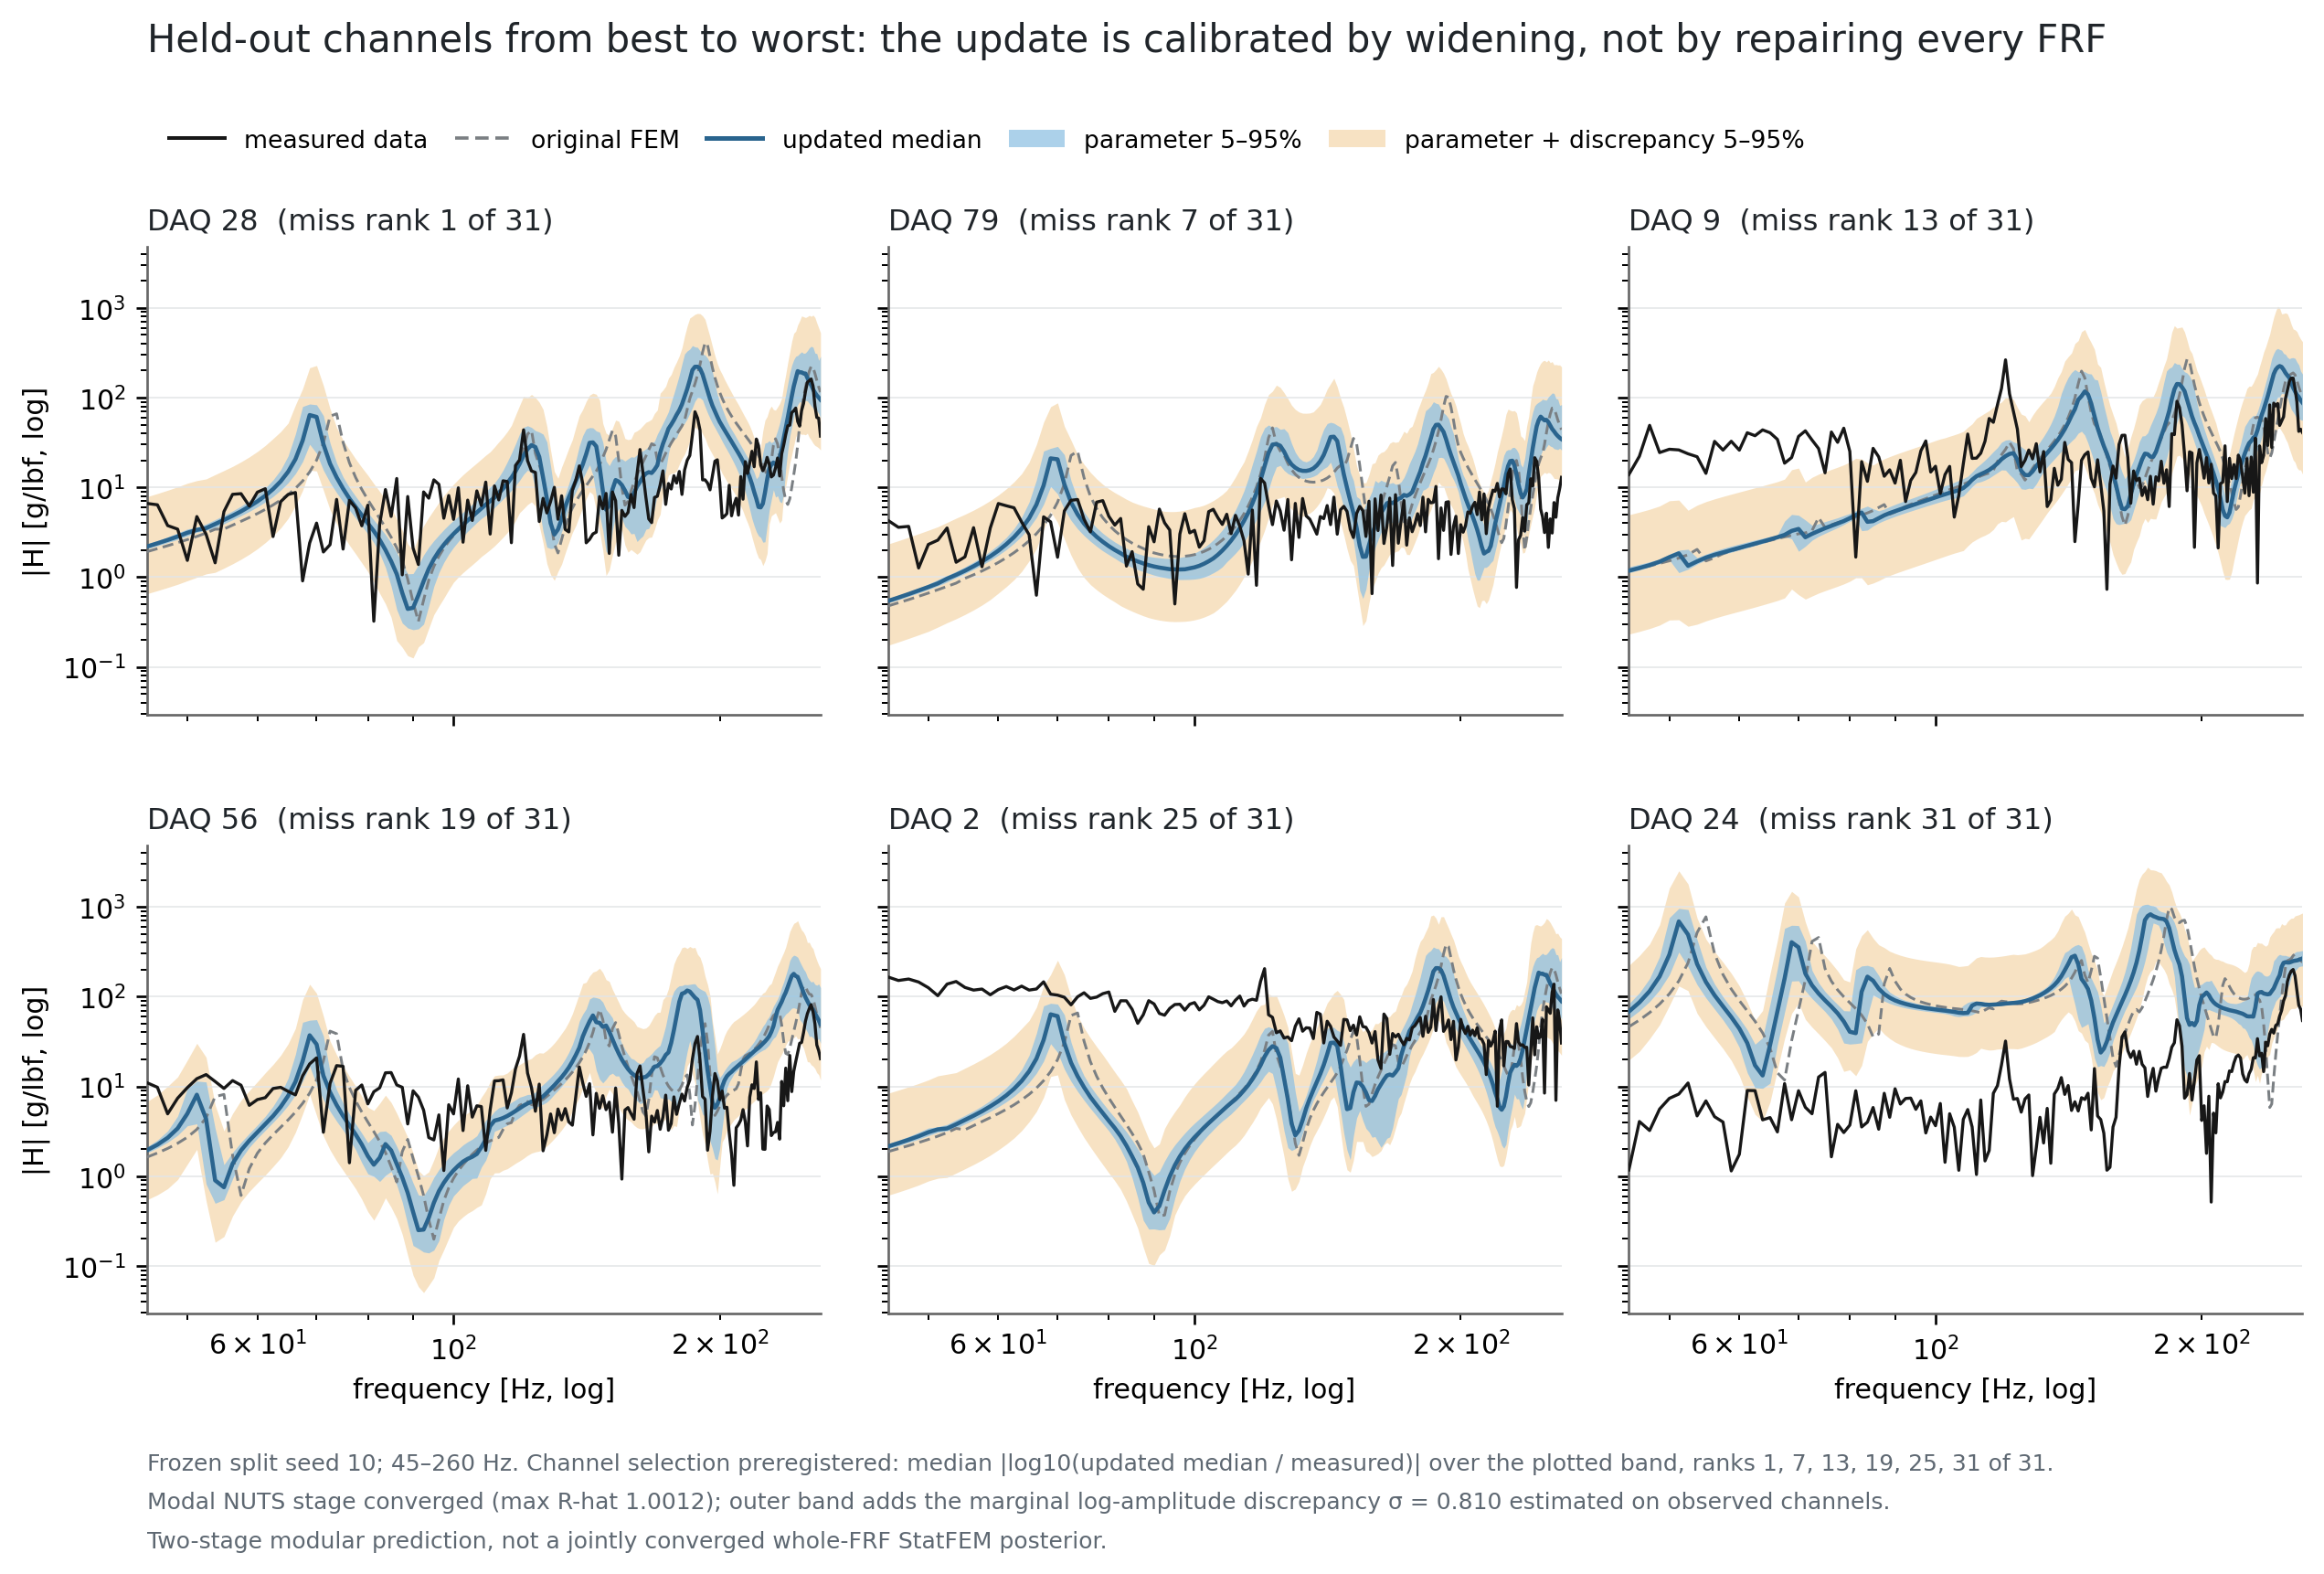 Held-out channels from best to worst: the update is calibrated by widening, not by repairing every FRF
measured data original FEM updated median parameter 5–95% parameter + discrepancy 5–95%
DAQ 28 (miss rank 1 of 31) DAQ 79 (miss rank 7 of 31) DAQ 9 (miss rank 13 of 31)
|H| [g/lbf, log]
10³
10²
10¹
10⁰
10⁻¹
DAQ 56 (miss rank 19 of 31) DAQ 2 (miss rank 25 of 31) DAQ 24 (miss rank 31 of 31)
|H| [g/lbf, log]
10³
10²
10¹
10⁰
10⁻¹
6 × 10¹ 10² 2 × 10² 6 × 10¹ 10² 2 × 10² 6 × 10¹ 10² 2 × 10²
frequency [Hz, log] frequency [Hz, log] frequency [Hz, log]
Frozen split seed 10; 45–260 Hz. Channel selection preregistered: median |log10(updated median / measured)| over the plotted band, ranks 1, 7, 13, 19, 25, 31 of 31.
Modal NUTS stage converged (max R-hat 1.0012); outer band adds the marginal log-amplitude discrepancy σ = 0.810 estimated on observed channels.
Two-stage modular prediction, not a jointly converged whole-FRF StatFEM posterior.